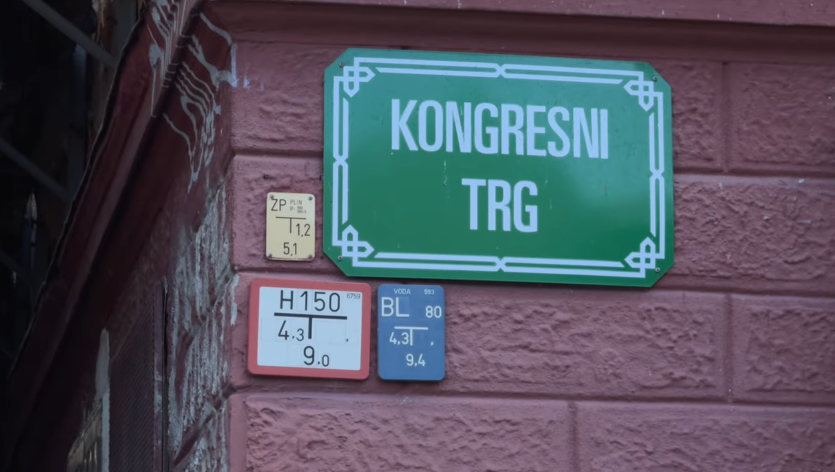 KONGRESNI
TRG
ZP PLIN
1,2
5,1
H150
4.3
9.0
VODA
BL 80
4,3
9,4